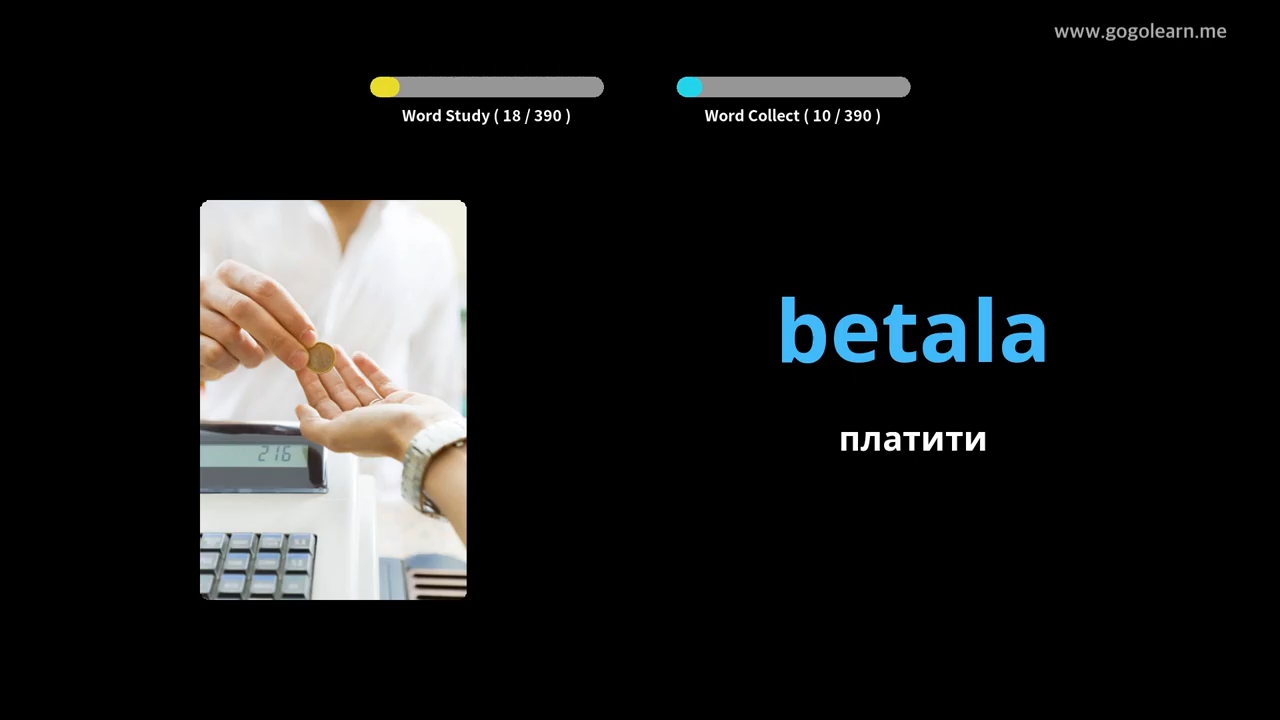 www.gogolearn.me
Word Study ( 18 / 390 )
Word Collect ( 10 / 390 )
betala
платити
216